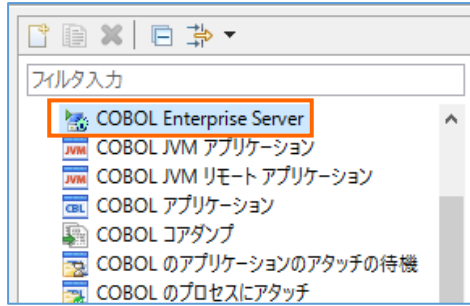 フィルタ入力
COBOL Enterprise Server
JVM COBOL JVM アプリケーション
JVM COBOL JVM リモート アプリケーション
CBL COBOL アプリケーション
COBOL コアダンプ
COBOL のアプリケーションのアタッチの待機
COBOL のプロセスにアタッチ